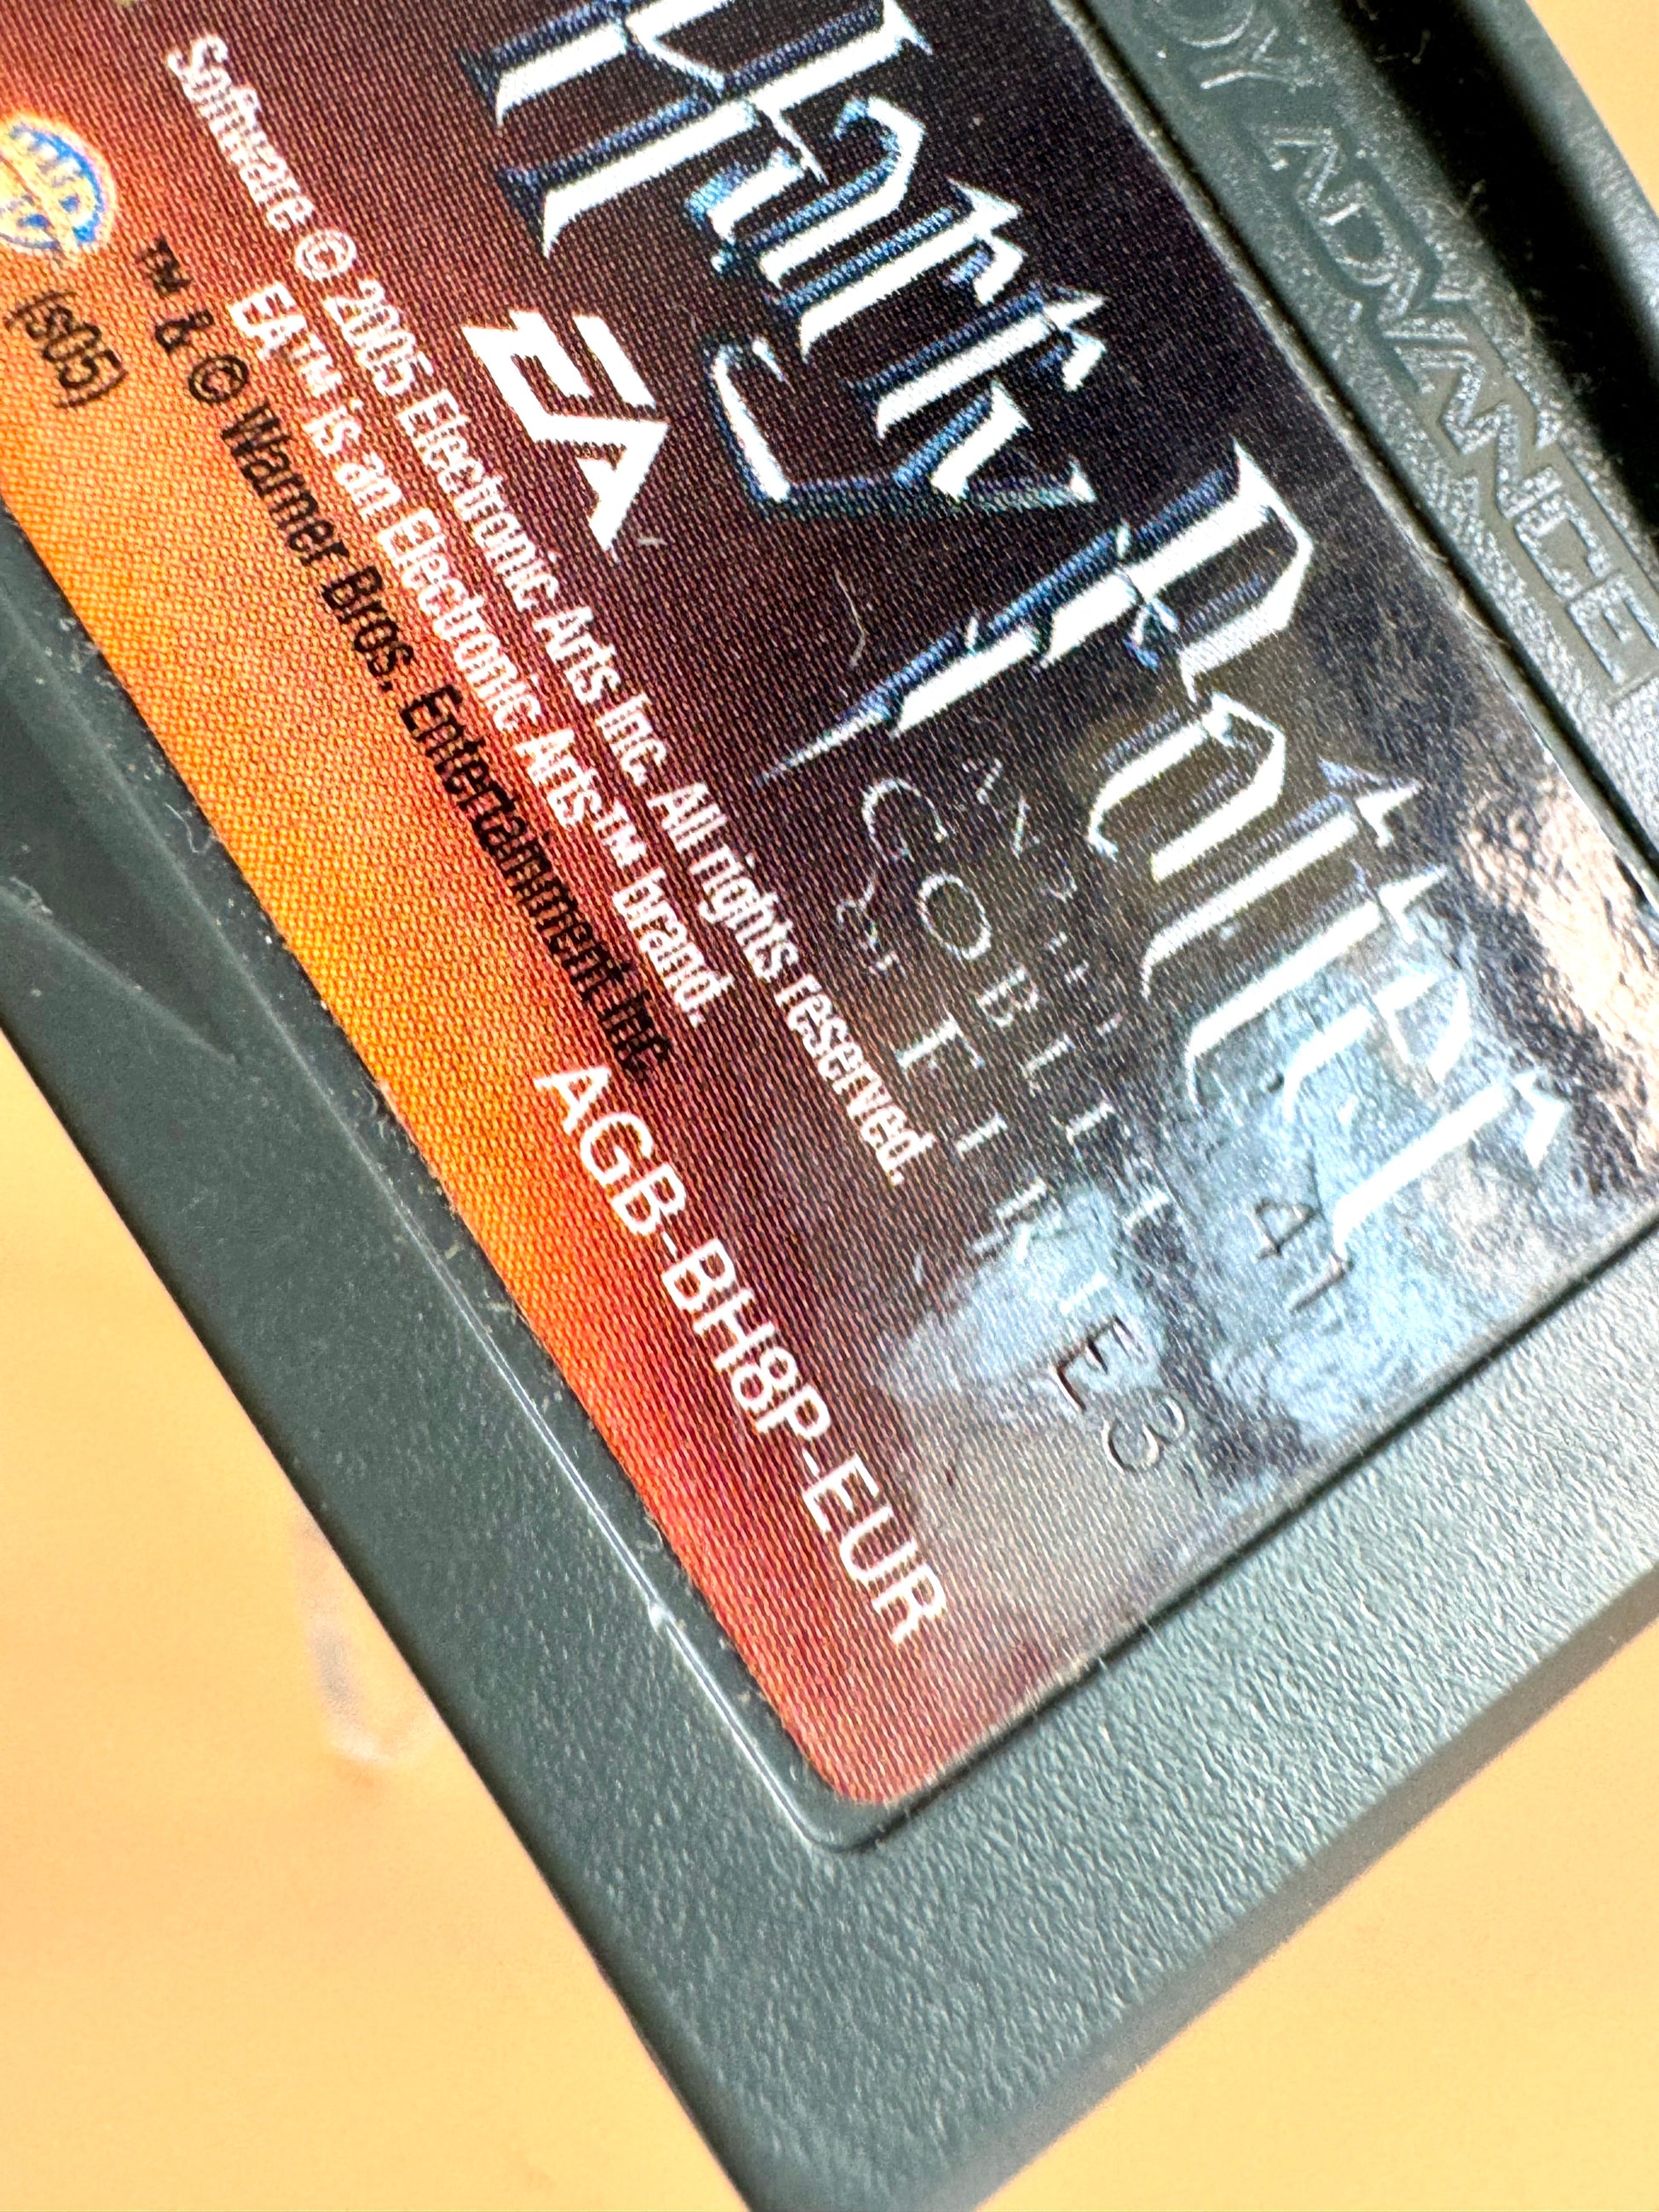 BOY ADVANCE
Harry Potter
AND THE
GOBLET
OF FIRE
EA
Software © 2005 Electronic Arts Inc. All rights reserved.
EA™ is an Electronic Arts™ brand.
™ & © Warner Bros. Entertainment Inc.
(s05)
AGB-BH8P-EUR